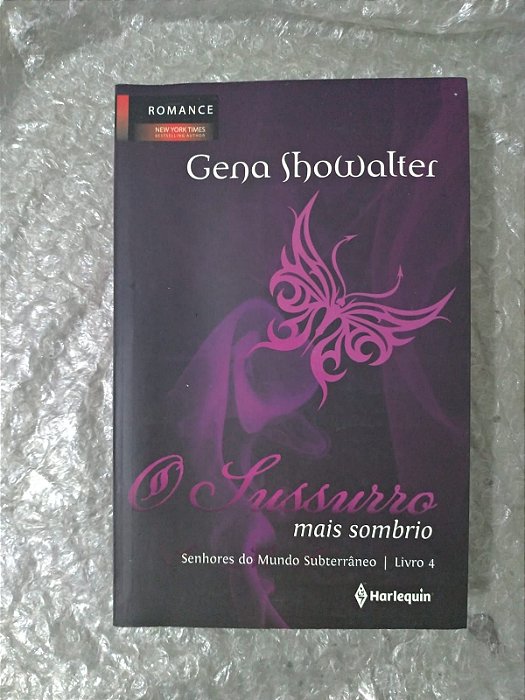 ROMANCE
NEW YORK TIMES
BESTSELLING AUTHOR
Gena Showalter
O Sussurro
mais sombrio
Senhores do Mundo Subterrâneo | Livro 4
Harlequin